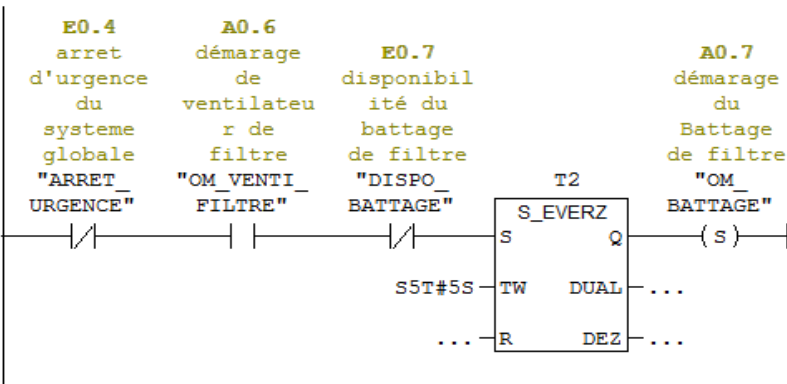 E0.4
arret
d'urgence
du
systeme
globale
"ARRET_
URGENCE"
A0.6
démarage
de
ventilateu
r de
filtre
"OM_VENTI_
FILTRE"
E0.7
disponibil
ité du
battage
de filtre
"DISPO_
BATTAGE"
T2
S_EVERZ
S
Q
S5T#5S
TW
DUAL
...
...
R
DEZ
...
A0.7
démarage
du
Battage
de filtre
"OM_
BATTAGE"
S